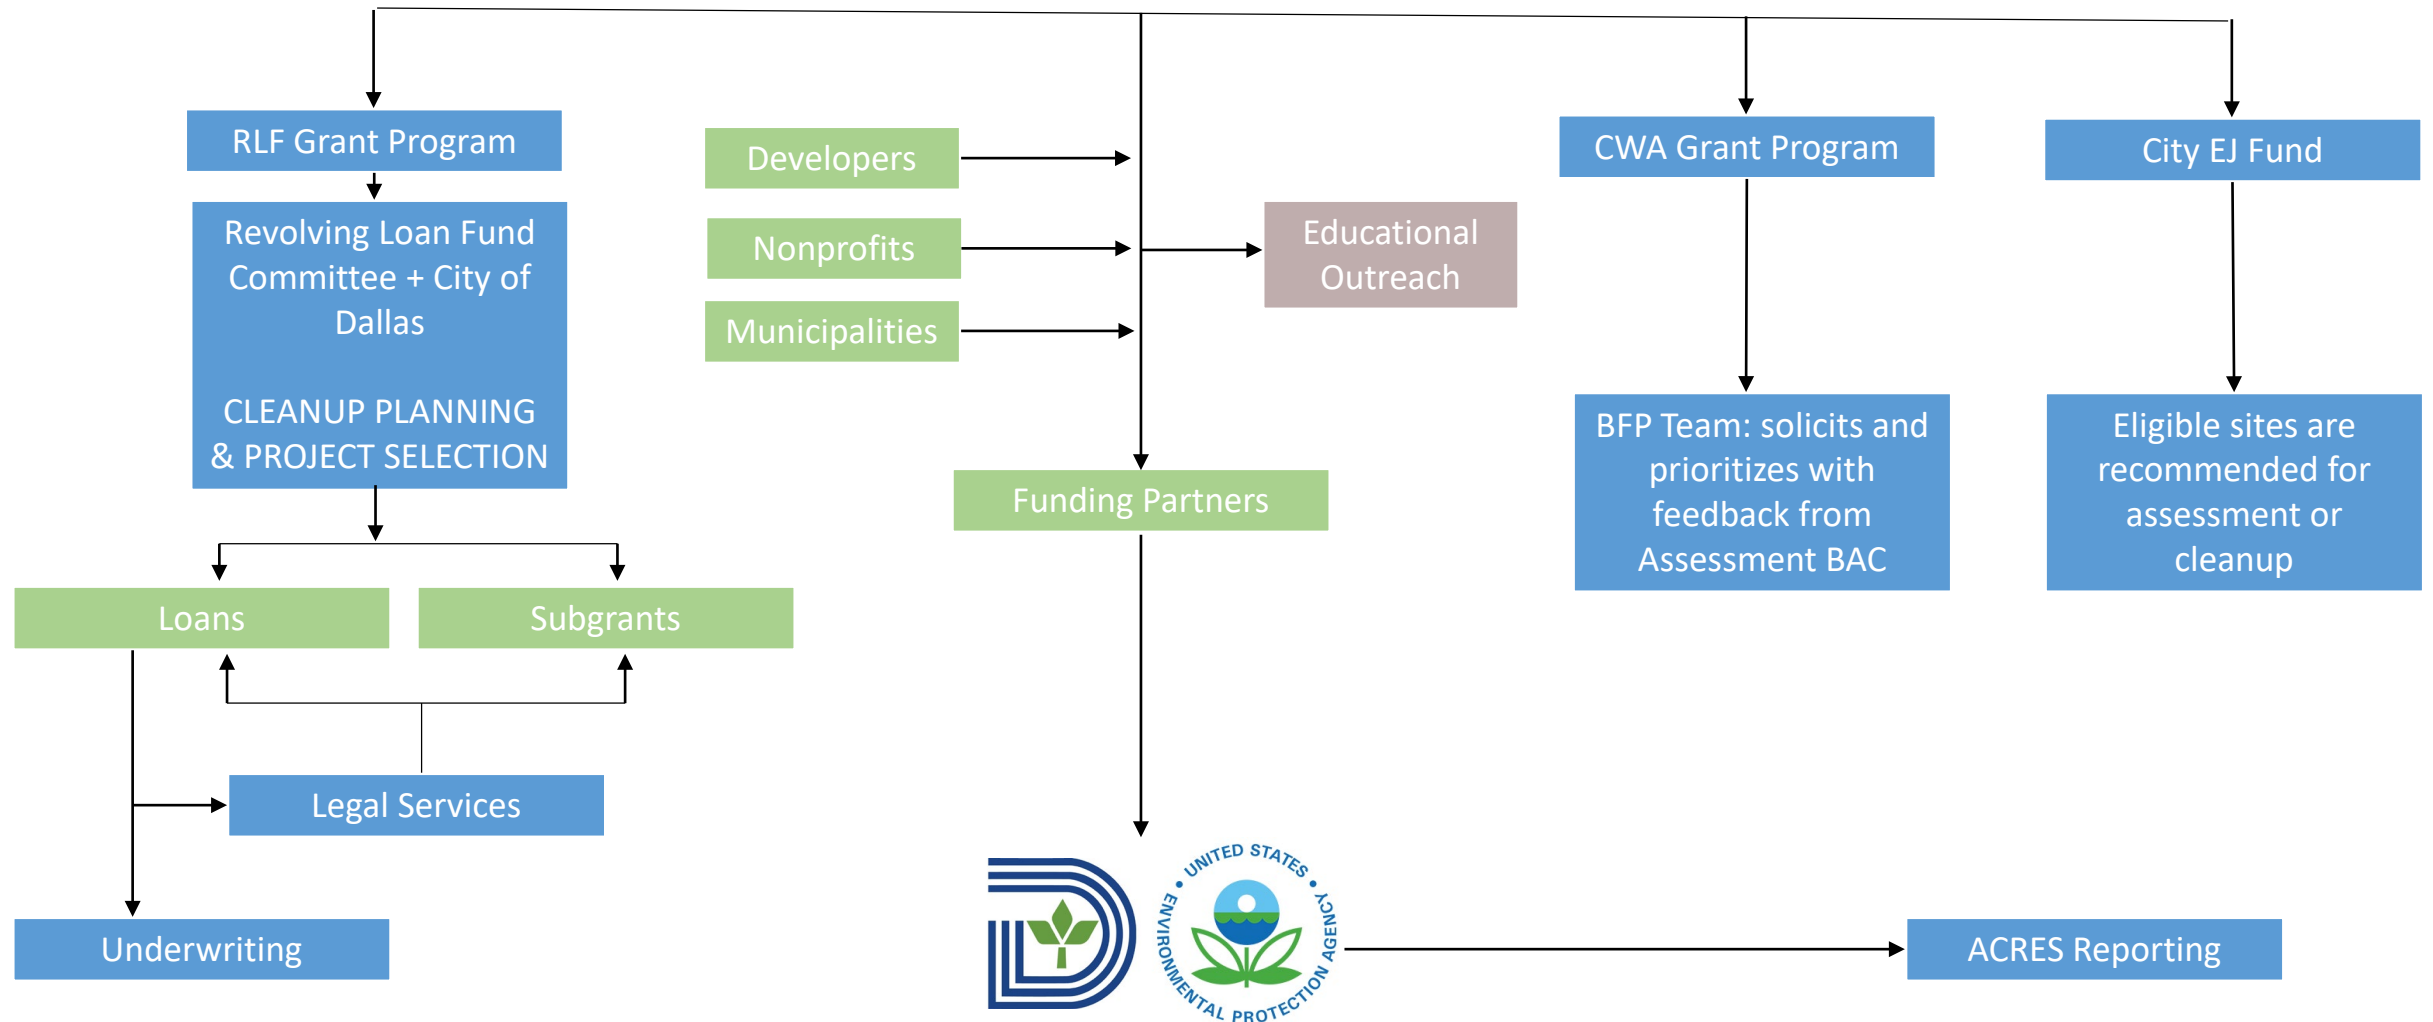 RLF Grant Program
Revolving Loan Fund
Committee + City of
Dallas
CLEANUP PLANNING
& PROJECT SELECTION
Loans
Subgrants
Legal Services
Underwriting
Developers
Nonprofits
Municipalities
Educational
Outreach
Funding Partners
UNITED STATES
ENVIRONMENTAL PROTECTION AGENCY
CWA Grant Program
BFP Team: solicits and
prioritizes with
feedback from
Assessment BAC
City EJ Fund
Eligible sites are
recommended for
assessment or
cleanup
ACRES Reporting